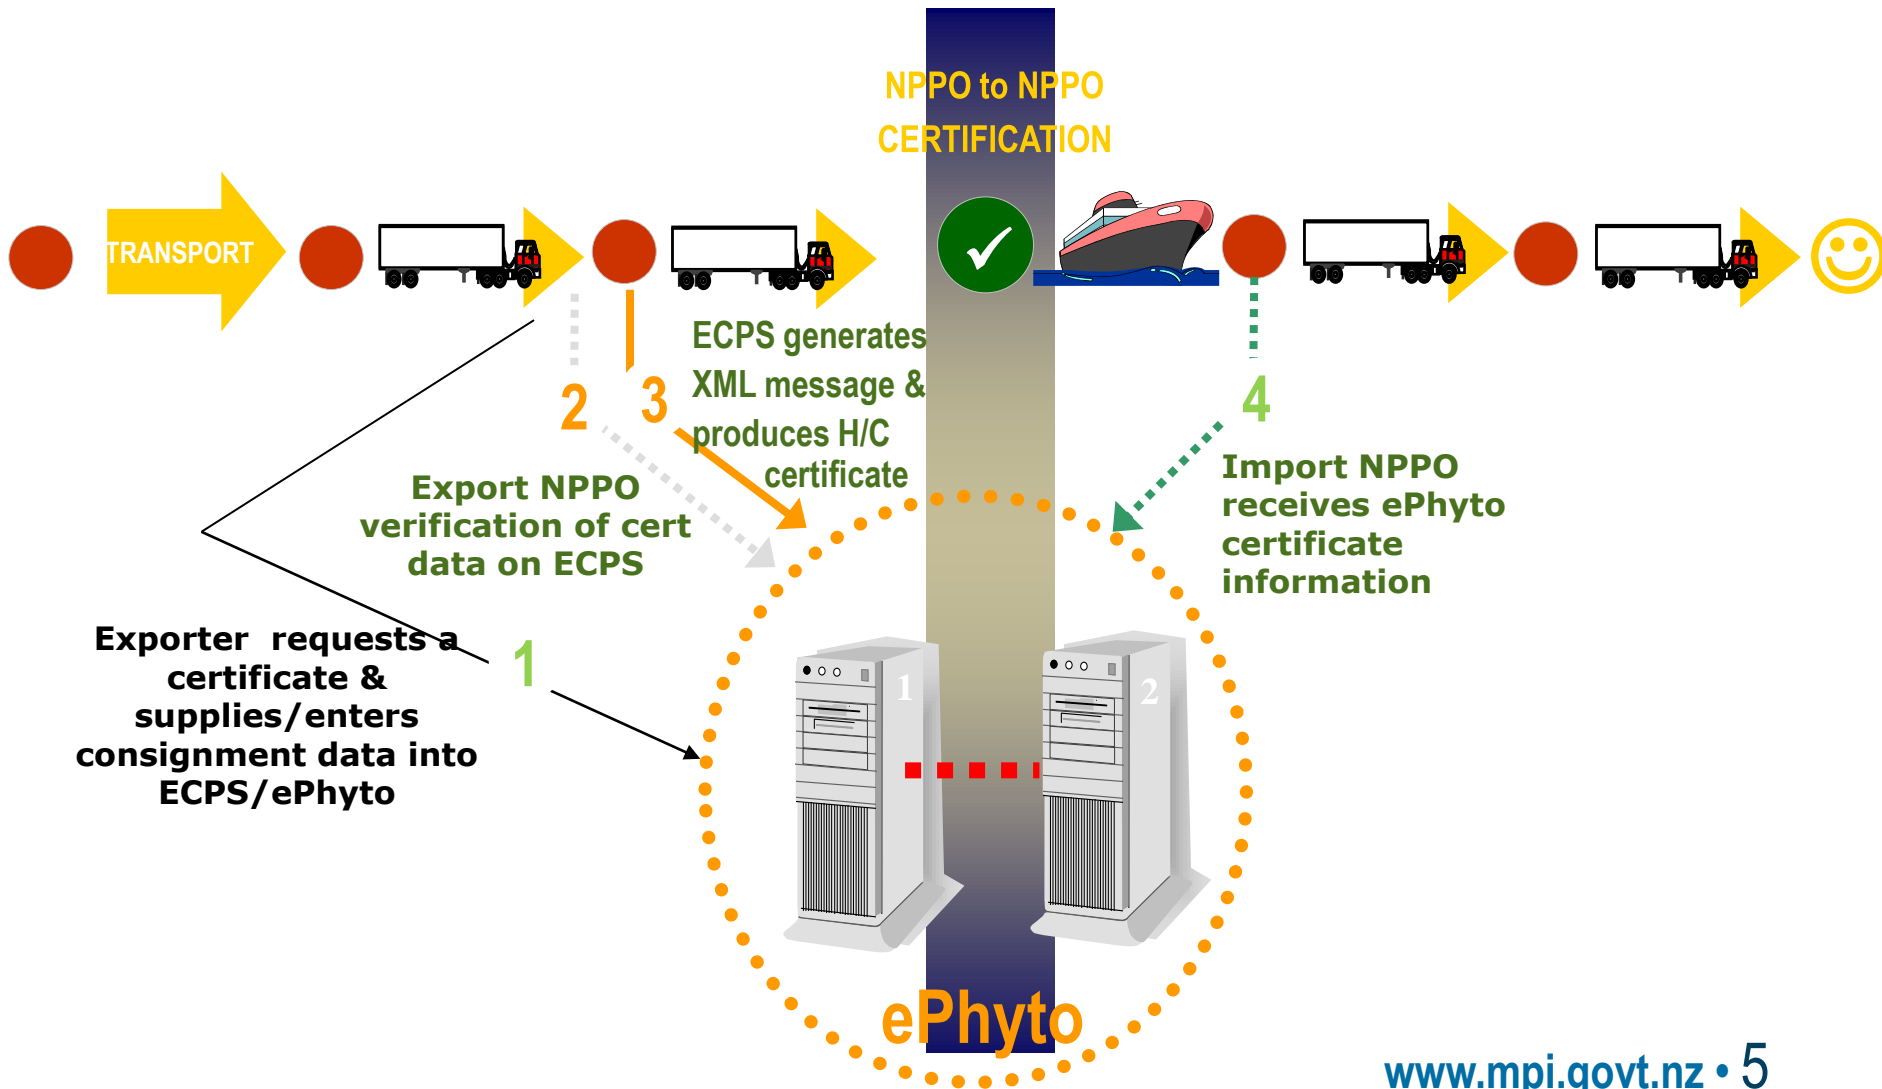 NPPO to NPPO
CERTIFICATION
TRANSPORT
2
3
ECPS generates
XML message &
produces H/C
certificate
4
Export NPPO
verification of cert
data on ECPS
Import NPPO
receives ePhyto
certificate
information
1
Exporter requests a
certificate &
supplies/enters
consignment data into
ECPS/ePhyto
1
2
ePhyto
www.mpi.govt.nz • 5